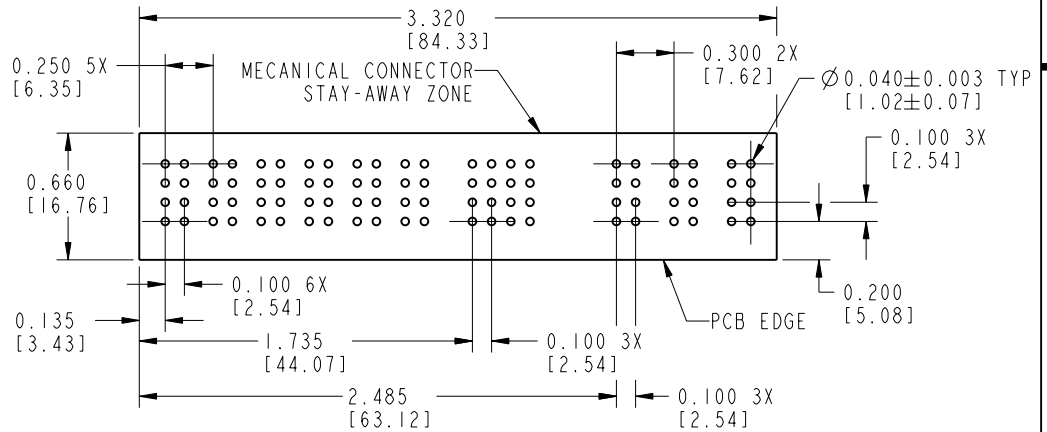 3.320
[84.33]
0.250 5X
[6.35]
MECANICAL CONNECTOR
STAY-AWAY ZONE
0.300 2X
[7.62]
Ø0.040±0.003 TYP
[1.02±0.07]
0.100 3X
[2.54]
0.660
[16.76]
0.100 6X
[2.54]
0.200
[5.08]
0.135
[3.43]
PCB EDGE
1.735
[44.07]
0.100 3X
[2.54]
2.485
[63.12]
0.100 3X
[2.54]